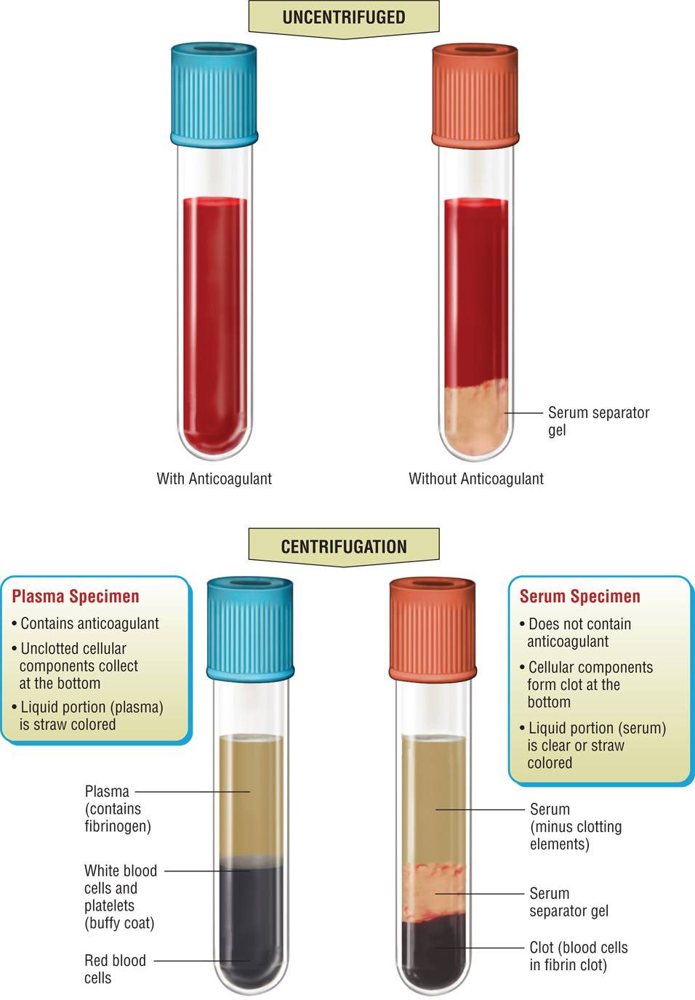 UNCENTRIFUGED
Serum separator
gel
With Anticoagulant
Without Anticoagulant
CENTRIFUGATION
Plasma Specimen
• Contains anticoagulant
• Unclotted cellular
components collect
at the bottom
• Liquid portion (plasma)
is straw colored
Serum Specimen
• Does not contain
anticoagulant
• Cellular components
form clot at the
bottom
• Liquid portion (serum)
is clear or straw
colored
Plasma
(contains
fibrinogen)
White blood
cells and
platelets
(buffy coat)
Red blood
cells
Serum
(minus clotting
elements)
Serum
separator gel
Clot (blood cells
in fibrin clot)